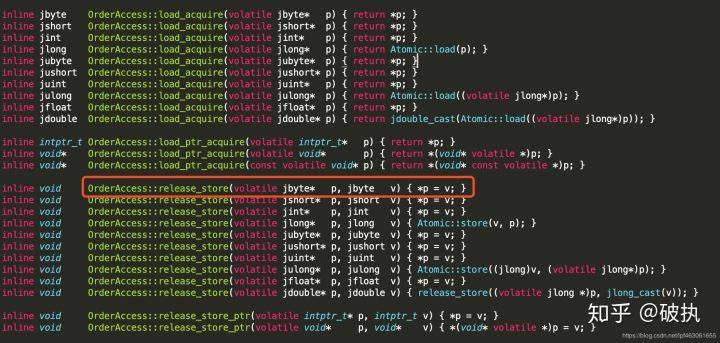 inline jbyte    OrderAccess::load_acquire(volatile jbyte*   p) { return *p; }
inline jshort   OrderAccess::load_acquire(volatile jshort*  p) { return *p; }
inline jint     OrderAccess::load_acquire(volatile jint*    p) { return *p; }
inline jlong    OrderAccess::load_acquire(volatile jlong*   p) { return Atomic::load(p); }
inline jubyte   OrderAccess::load_acquire(volatile jubyte*  p) { return *p; }
inline jushort  OrderAccess::load_acquire(volatile jushort* p) { return *p; }
inline juint    OrderAccess::load_acquire(volatile juint*   p) { return *p; }
inline julong   OrderAccess::load_acquire(volatile julong*  p) { return Atomic::load((volatile jlong*)p); }
inline jfloat   OrderAccess::load_acquire(volatile jfloat*  p) { return *p; }
inline jdouble  OrderAccess::load_acquire(volatile jdouble* p) { return jdouble_cast(Atomic::load((volatile jlong*)p)); }
inline intptr_t OrderAccess::load_ptr_acquire(volatile intptr_t*   p) { return *p; }
inline void*    OrderAccess::load_ptr_acquire(volatile void*       p) { return *(void* volatile *)p; }
inline void*    OrderAccess::load_ptr_acquire(const volatile void* p) { return *(void* const volatile *)p; }
inline void     OrderAccess::release_store(volatile jbyte*   p, jbyte   v) { *p = v; }
inline void     OrderAccess::release_store(volatile jshort*  p, jshort  v) { *p = v; }
inline void     OrderAccess::release_store(volatile jint*    p, jint    v) { *p = v; }
inline void     OrderAccess::release_store(volatile jlong*   p, jlong   v) { Atomic::store(v, p); }
inline void     OrderAccess::release_store(volatile jubyte*  p, jubyte  v) { *p = v; }
inline void     OrderAccess::release_store(volatile jushort* p, jushort v) { *p = v; }
inline void     OrderAccess::release_store(volatile juint*   p, juint   v) { *p = v; }
inline void     OrderAccess::release_store(volatile julong*  p, julong  v) { Atomic::store((jlong)v, (volatile jlong*)p); }
inline void     OrderAccess::release_store(volatile jfloat*  p, jfloat  v) { *p = v; }
inline void     OrderAccess::release_store(volatile jdouble* p, jdouble v) { release_store((volatile jlong *)p, jlong_cast(v)); }
inline void     OrderAccess::release_store_ptr(volatile intptr_t* p, intptr_t v) { *p = v; }
inline void     OrderAccess::release_store_ptr(volatile void*     p, void*    v) { *(void* volatile *)p = v; }
知乎 @破执
https://blog.csdn.net/lpf463061655